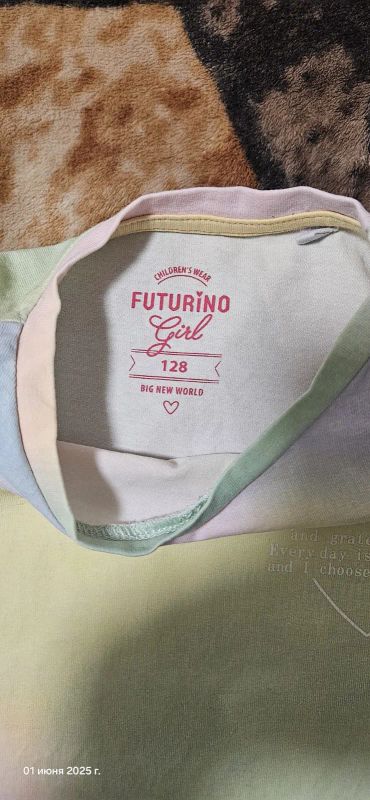 CHILDREN'S WEAR
FUTURINO
Girl
128
BIG NEW WORLD
and grate
Every day is
and I choose
01 июня 2025 г.